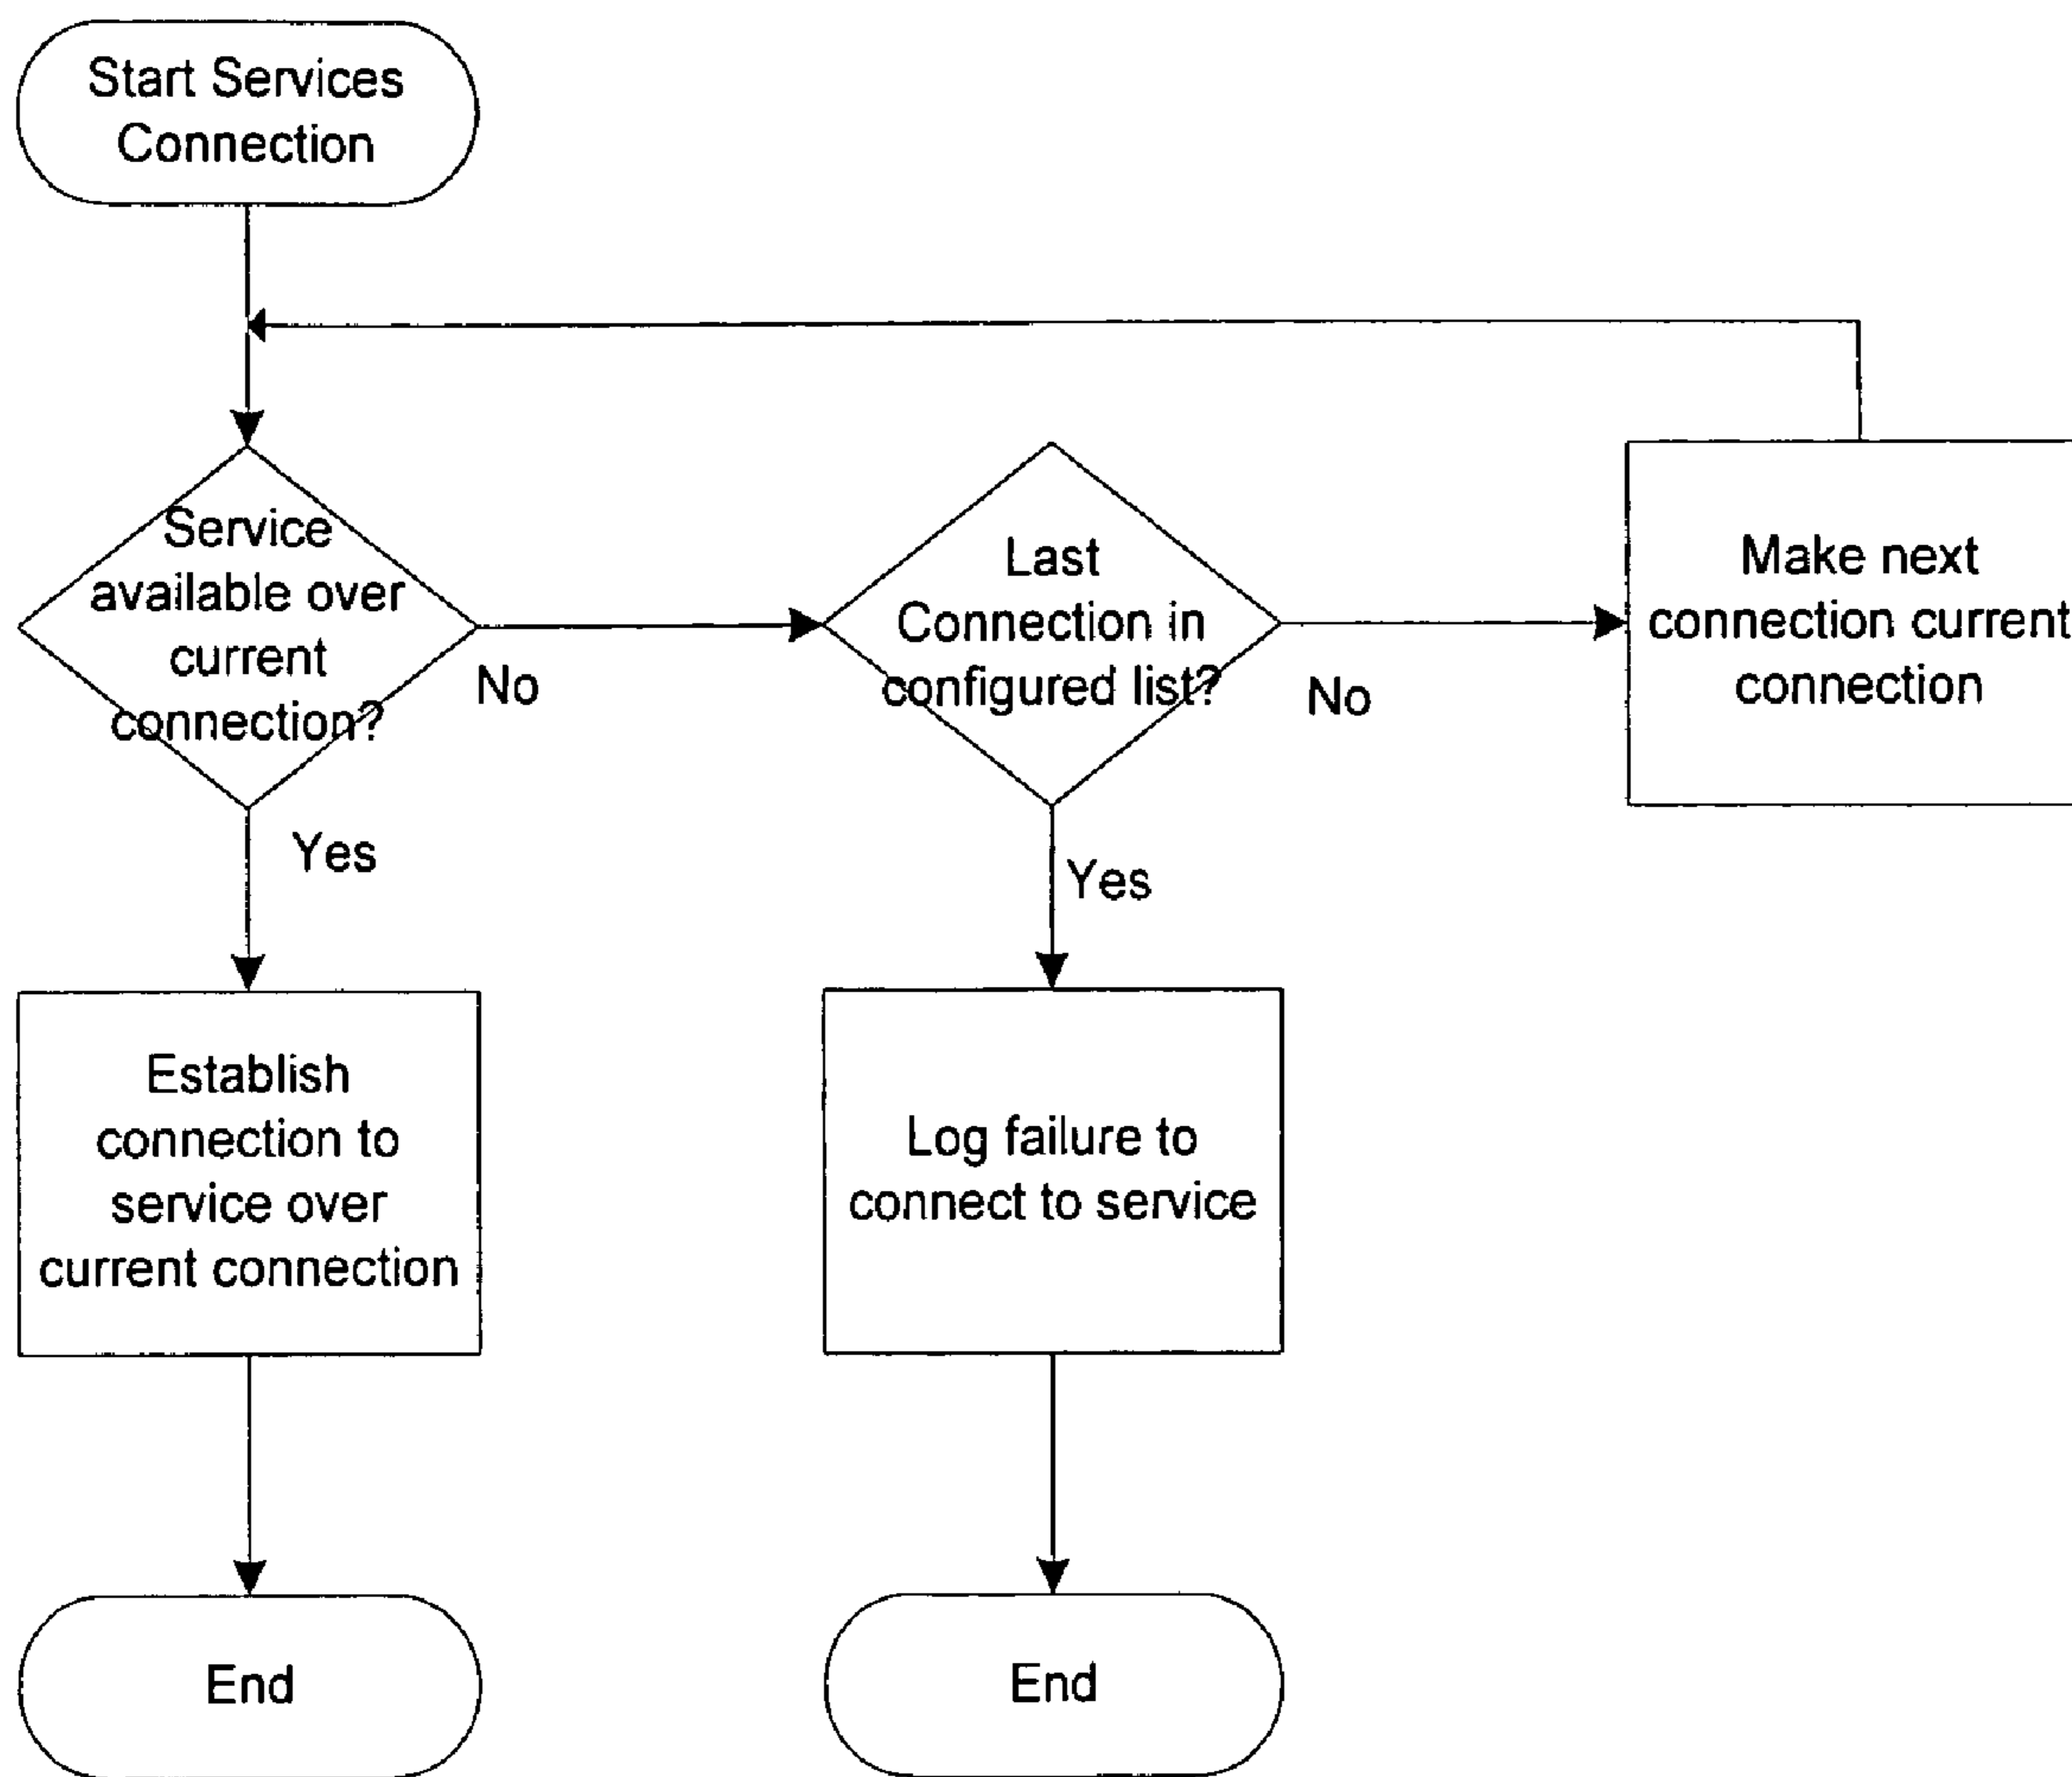 Start Services
Connection
Service
available over
current
connection?
No
Last
Connection in
configured list?
No
Make next
connection current
connection
Yes
Yes
Establish
connection to
service over
current connection
Log failure to
connect to service
End
End